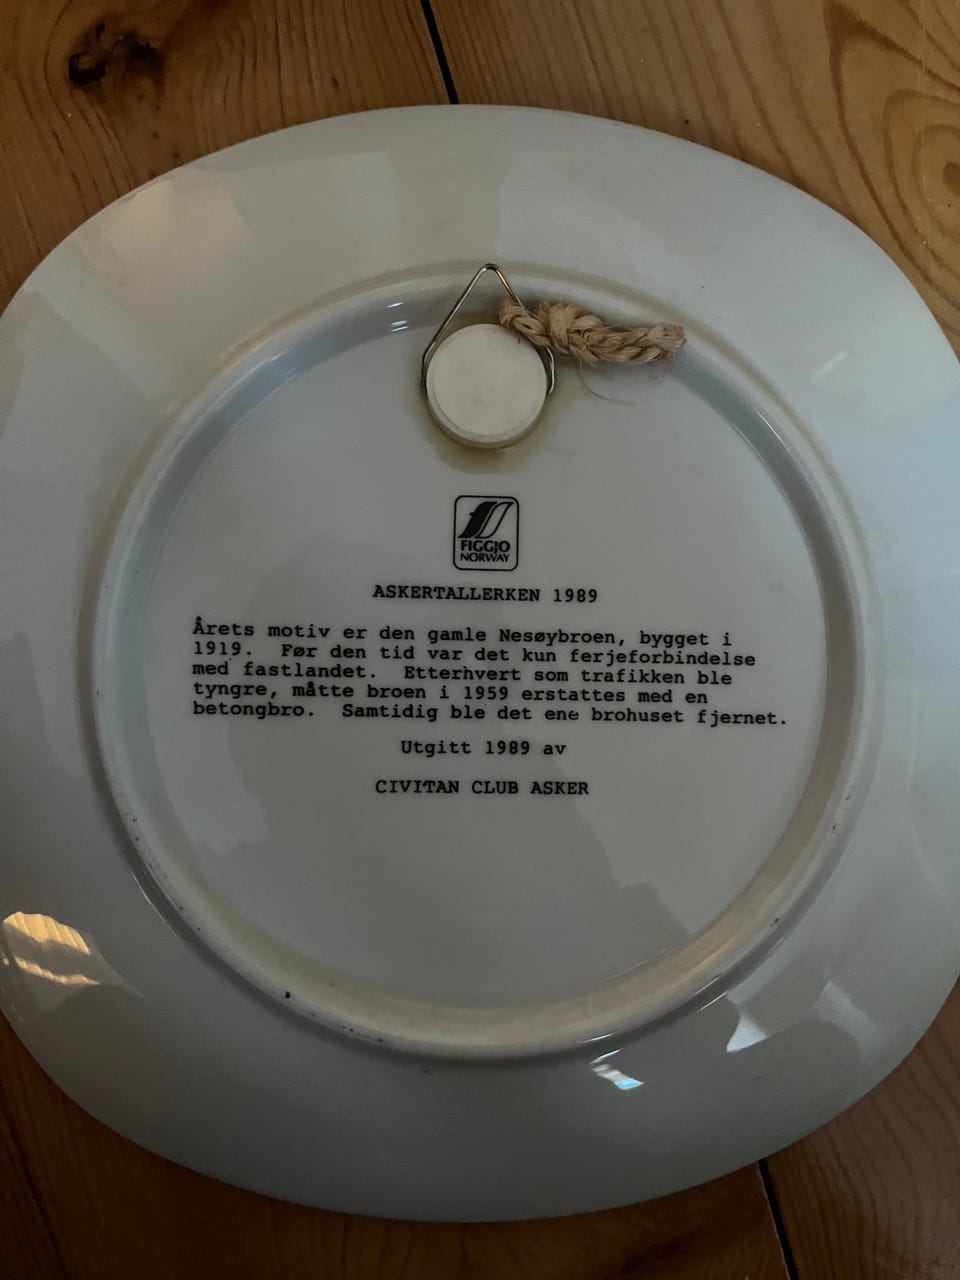 FIGGJO
NORWAY
ASKERTALLERKEN 1989
Årets motiv er den gamle Nesøybroen, bygget i
1919. Før den tid var det kun ferjeforbindelse
med fastlandet. Etterhvert som trafikken ble
tyngre, måtte broen i 1959 erstattes med en
betongbro. Samtidig ble det ene brohuset fjernet.
Utgitt 1989 av
CIVITAN CLUB ASKER